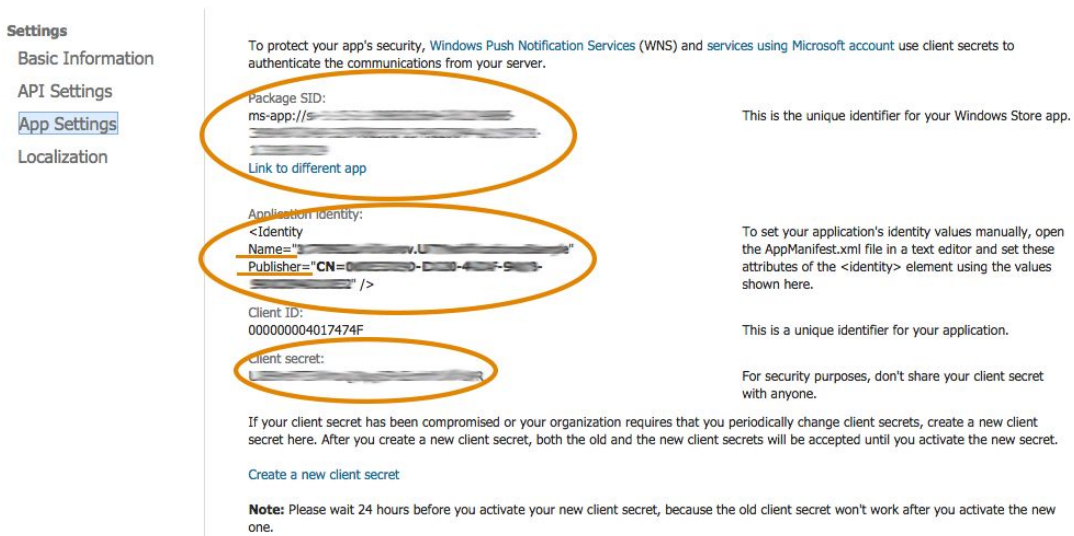 Settings
Basic Information
API Settings
App Settings
Localization
To protect your app's security, Windows Push Notification Services (WNS) and services using Microsoft account use client secrets to
authenticate the communications from your server.
Package SID:
ms-app://s-
This is the unique identifier for your Windows Store app.
Link to different app
Application identity:
<Identity
Name="
Publisher="CN=
" />
To set your application's identity values manually, open
the AppManifest.xml file in a text editor and set these
attributes of the <identity> element using the values
shown here.
Client ID:
000000004017474F
This is a unique identifier for your application.
Client secret:
For security purposes, don't share your client secret
with anyone.
If your client secret has been compromised or your organization requires that you periodically change client secrets, create a new client
secret here. After you create a new client secret, both the old and the new client secrets will be accepted until you activate the new secret.
Create a new client secret
Note: Please wait 24 hours before you activate your new client secret, because the old client secret won't work after you activate the new
one.